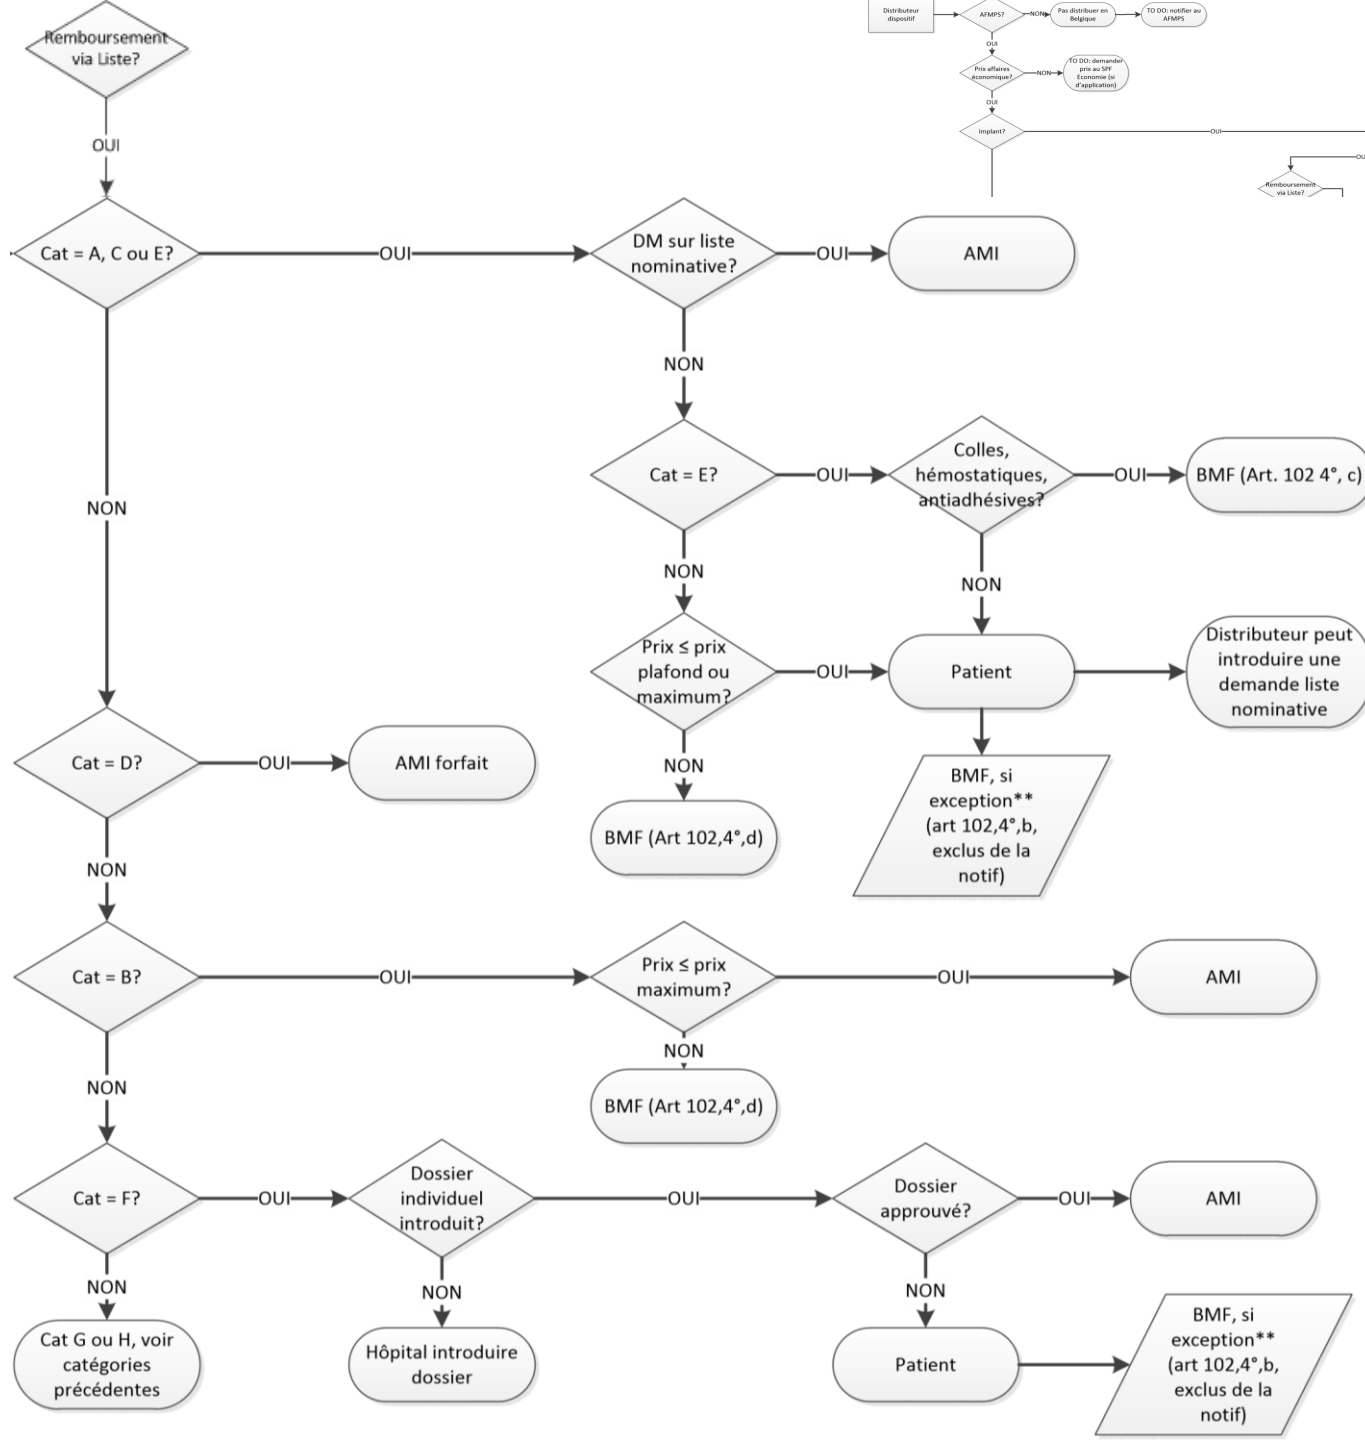 Remboursement
via Liste?
OUI
Distributeur
dispositif
AFMPS?
NON
Pas distribuer en
Belgique
TO DO: notifier au
AFMPS
OUI
Prix affaires
économique?
NON
TO DO: demander
prix au SPF
Economie (si
d'application)
OUI
Implant?
OUI
OU
Remboursement
via Liste?
Cat = A, C ou E?
OUI
DM sur liste
nominative?
OUI
AMI
NON
NON
Cat = E?
OUI
Colles,
hémostatiques,
antiadhésives?
OUI
BMF (Art. 102 4°, c)
NON
NON
Prix ≤ prix
plafond ou
maximum?
OUI
Patient
Distributeur peut
introduire une
demande liste
nominative
NON
BMF (Art 102,4°,d)
BMF, si
exception**
(art 102,4°,b,
exclus de la
notif)
Cat = D?
OUI
AMI forfait
NON
Cat = B?
OUI
Prix ≤ prix
maximum?
OUI
AMI
NON
BMF (Art 102,4°,d)
NON
Cat = F?
OUI
Dossier
individuel
introduit?
OUI
Dossier
approuvé?
OUI
AMI
NON
Cat G ou H, voir
catégories
précédentes
NON
Hôpital introduire
dossier
NON
Patient
BMF, si
exception**
(art 102,4°,b,
exclus de la
notif)